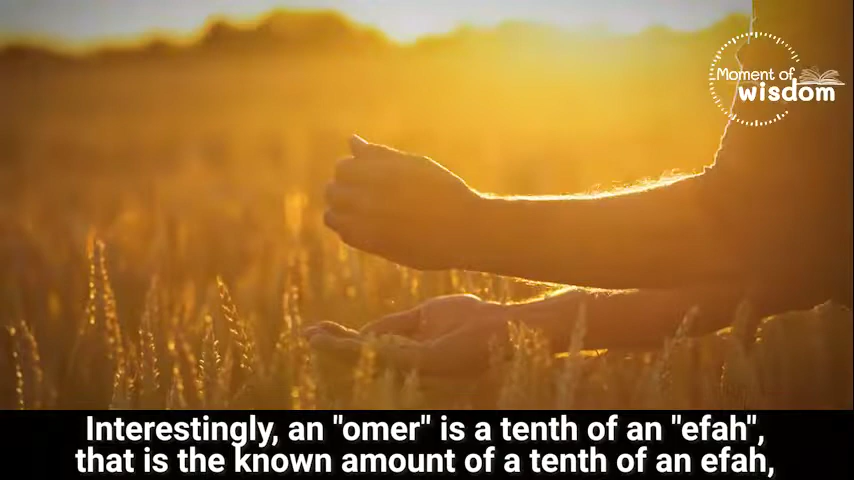 Moment of
wisdom
Interestingly, an "omer" is a tenth of an "efah",
that is the known amount of a tenth of an efah,